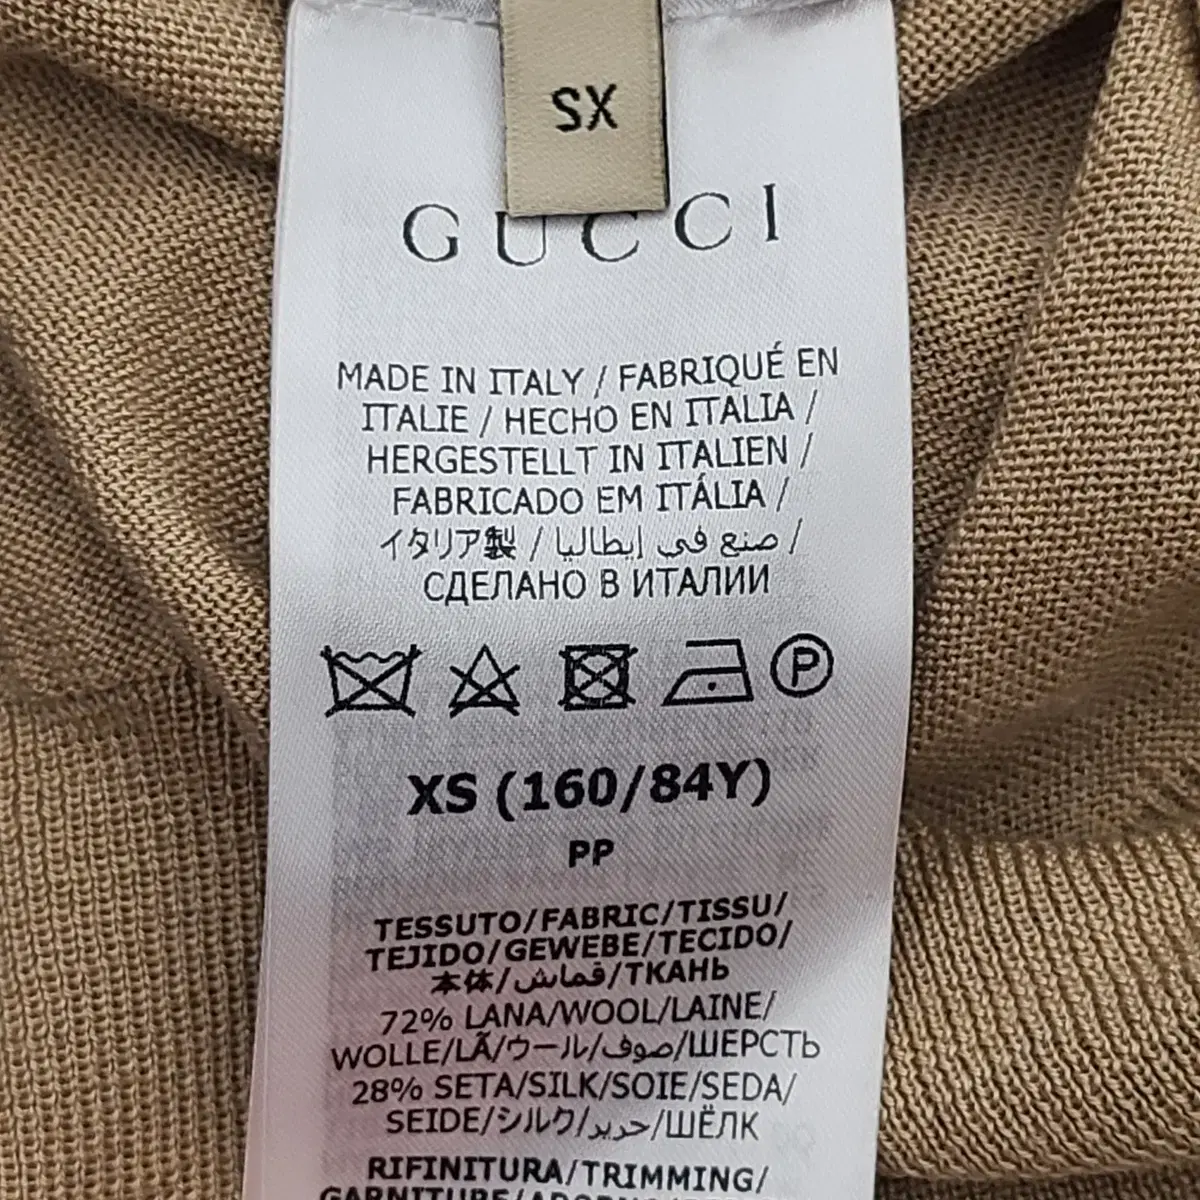 XS
GUCCI
MADE IN ITALY / FABRIQUÉ EN
ITALIE / HECHO EN ITALIA /
HERGESTELLT IN ITALIEN /
FABRICADO EM ITÁLIA /
イタリア製 / صنع في إيطاليا /
СДЕЛАНО В ИТАЛИИ
P
XS (160/84Y)
PP
TESSUTO/FABRIC/TISSU/
TEJIDO/GEWEBE/TECIDO/
本体/قماش/ТКАНЬ
72% LANA/WOOL/LAINE/
WOLLE/LÃ/ウール/صوف/ШЕРСТЬ
28% SETA/SILK/SOIE/SEDA/
SEIDE/シルク/حرير/ШЁЛК
RIFINITURA/TRIMMING/